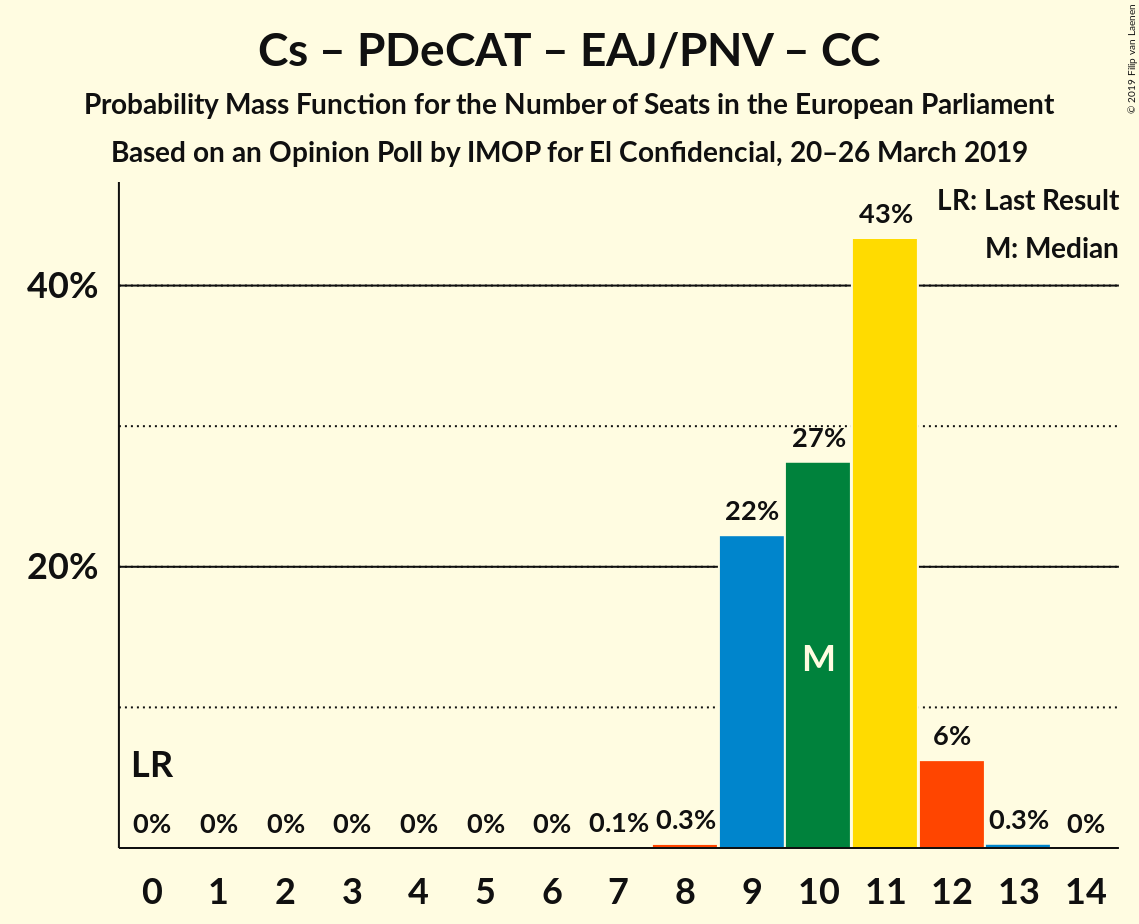 Cs – PDeCAT – EAJ/PNV – CC
Probability Mass Function for the Number of Seats in the European Parliament
Based on an Opinion Poll by IMOP for El Confidencial, 20–26 March 2019
© 2019 Filip van Laenen
LR: Last Result
M: Median
40%
20%
43%
27%
22%
M
6%
LR
0% 0% 0% 0% 0% 0% 0% 0.1% 0.3% 0.3% 0%
0 1 2 3 4 5 6 7 8 9 10 11 12 13 14